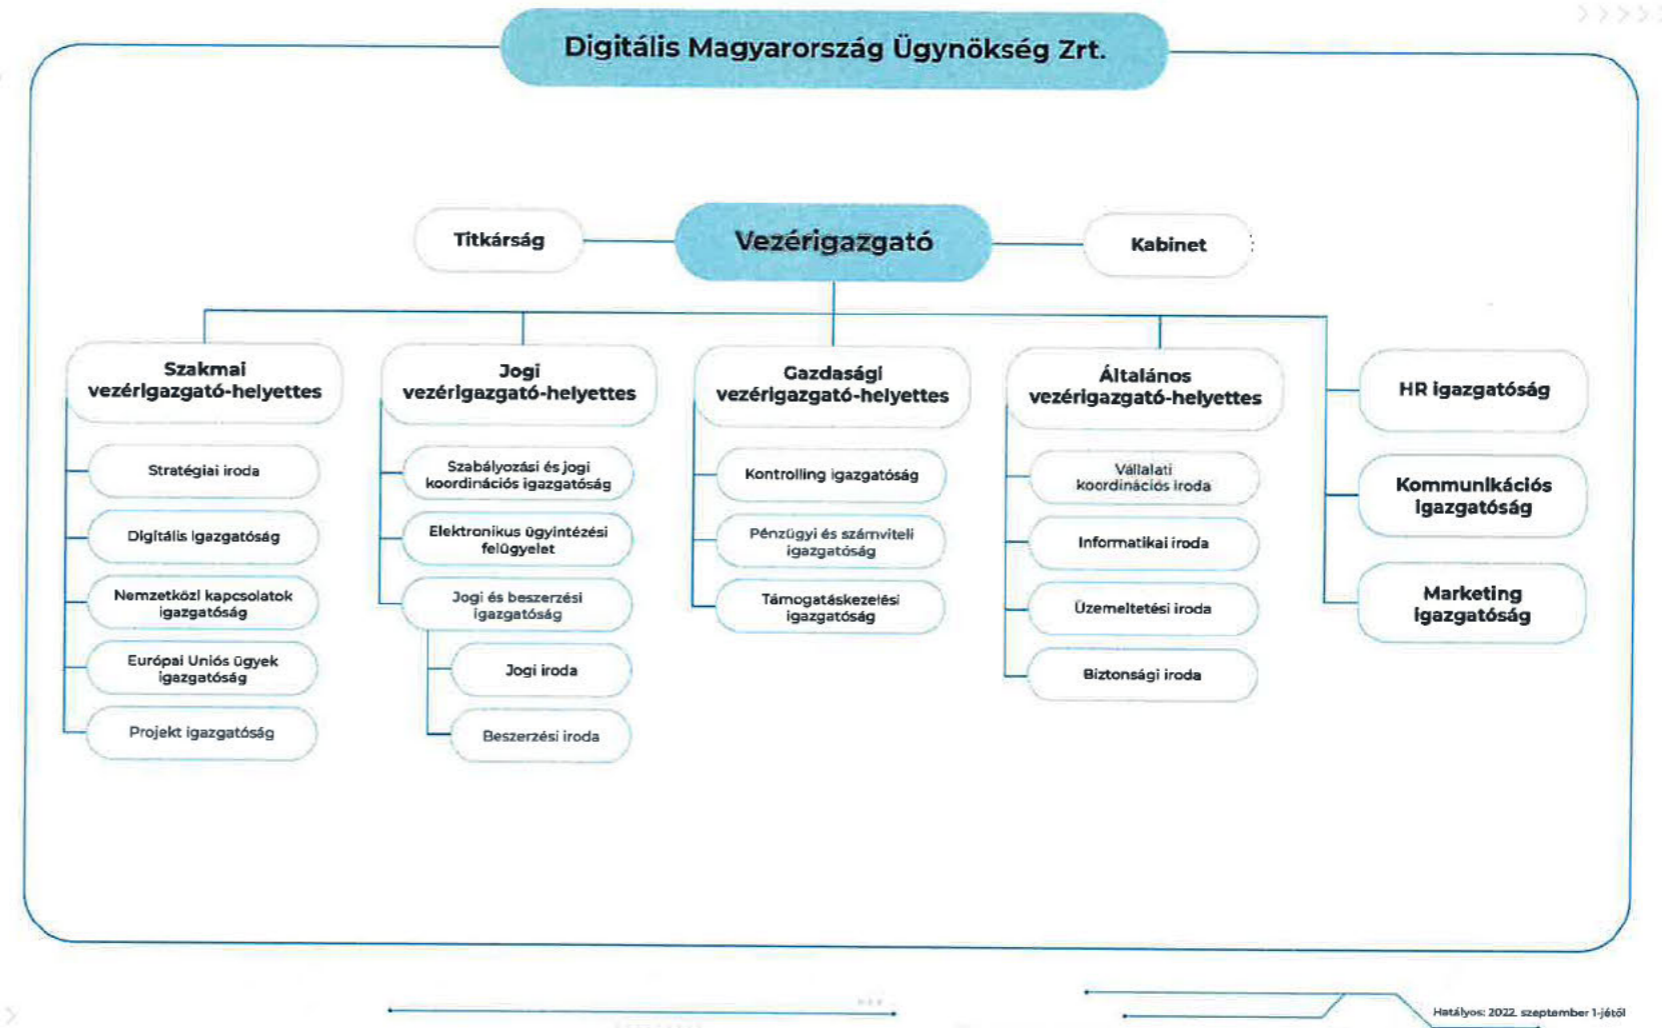 Digitális Magyarország Ügynökség Zrt.
Titkárság
Vezérigazgató
Kabinet
Szakmai
vezérigazgató-helyettes
Stratégiai iroda
Digitális igazgatóság
Nemzetközi kapcsolatok
igazgatóság
Európai Uniós ügyek
igazgatóság
Projekt igazgatóság
Jogi
vezérigazgató-helyettes
Szabályozási és jogi
koordinációs igazgatóság
Elektronikus ügyintézési
felügyelet
Jogi és beszerzési
igazgatóság
Jogi iroda
Beszerzési iroda
Gazdasági
vezérigazgató-helyettes
Kontrolling igazgatóság
Pénzügyi és számviteli
igazgatóság
Támogatáskezelési
igazgatóság
Általános
vezérigazgató-helyettes
Vállalati
koordinációs iroda
Informatikai iroda
Üzemeltetési iroda
Biztonsági iroda
HR igazgatóság
Kommunikációs
igazgatóság
Marketing
igazgatóság
Hatályos: 2022. szeptember 1-jétől